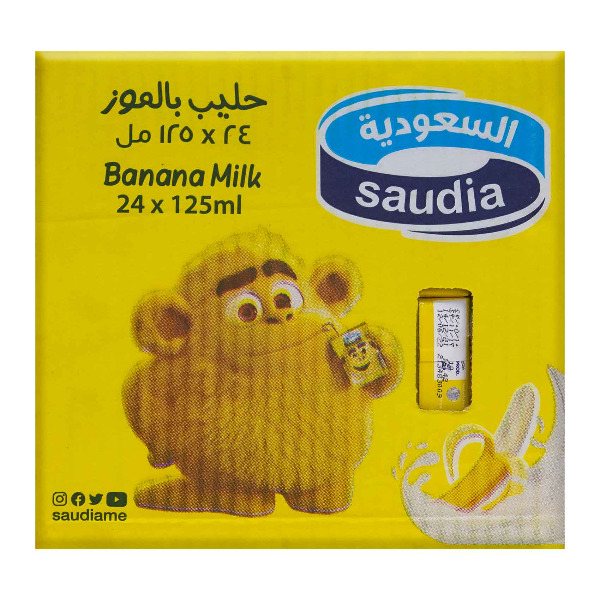 حليب بالموز
٢٤ x ١٢٥ مل
Banana Milk
24 x 125ml
السعودية
saudia
saudiame